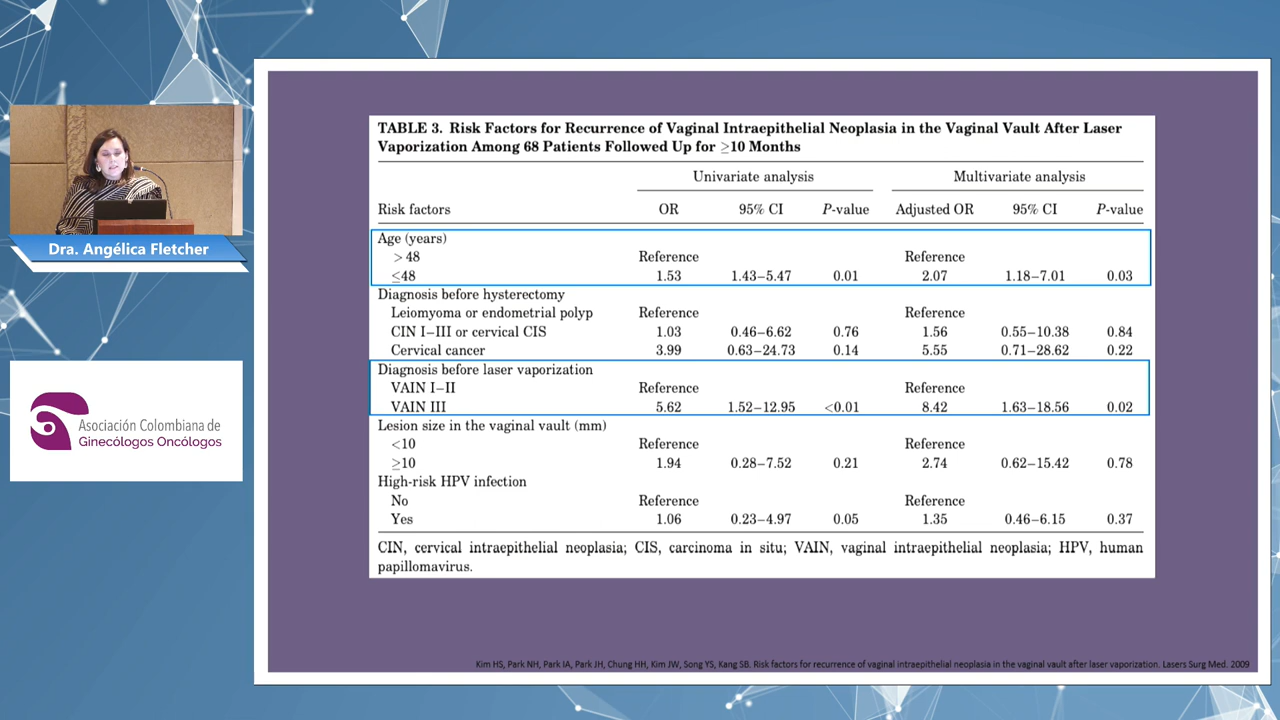 TABLE 3. Risk Factors for Recurrence of Vaginal Intraepithelial Neoplasia in the Vaginal Vault After Laser
Vaporization Among 68 Patients Followed Up for ≥10 Months
Univariate analysis Multivariate analysis
Risk factors OR 95% CI P-value Adjusted OR 95% CI P-value
Age (years)
> 48 Reference Reference
≤48 1.53 1.43–5.47 0.01 2.07 1.18–7.01 0.03
Diagnosis before hysterectomy
Leiomyoma or endometrial polyp Reference Reference
CIN I–III or cervical CIS 1.03 0.46–6.62 0.76 1.56 0.55–10.38 0.84
Cervical cancer 3.99 0.63–24.73 0.14 5.55 0.71–28.62 0.22
Diagnosis before laser vaporization
VAIN I–II Reference Reference
VAIN III 5.62 1.52–12.95 <0.01 8.42 1.63–18.56 0.02
Lesion size in the vaginal vault (mm)
<10 Reference Reference
≥10 1.94 0.28–7.52 0.21 2.74 0.62–15.42 0.78
High-risk HPV infection
No Reference Reference
Yes 1.06 0.23–4.97 0.05 1.35 0.46–6.15 0.37
CIN, cervical intraepithelial neoplasia; CIS, carcinoma in situ; VAIN, vaginal intraepithelial neoplasia; HPV, human
papillomavirus.
Kim HS, Park NH, Park IA, Park JH, Chung HH, Kim JW, Song YS, Kang SB. Risk factors for recurrence of vaginal intraepithelial neoplasia in the vaginal vault after laser vaporization. Lasers Surg Med. 2009
Dra. Angélica Fletcher
Asociación Colombiana de
Ginecólogos Oncólogos